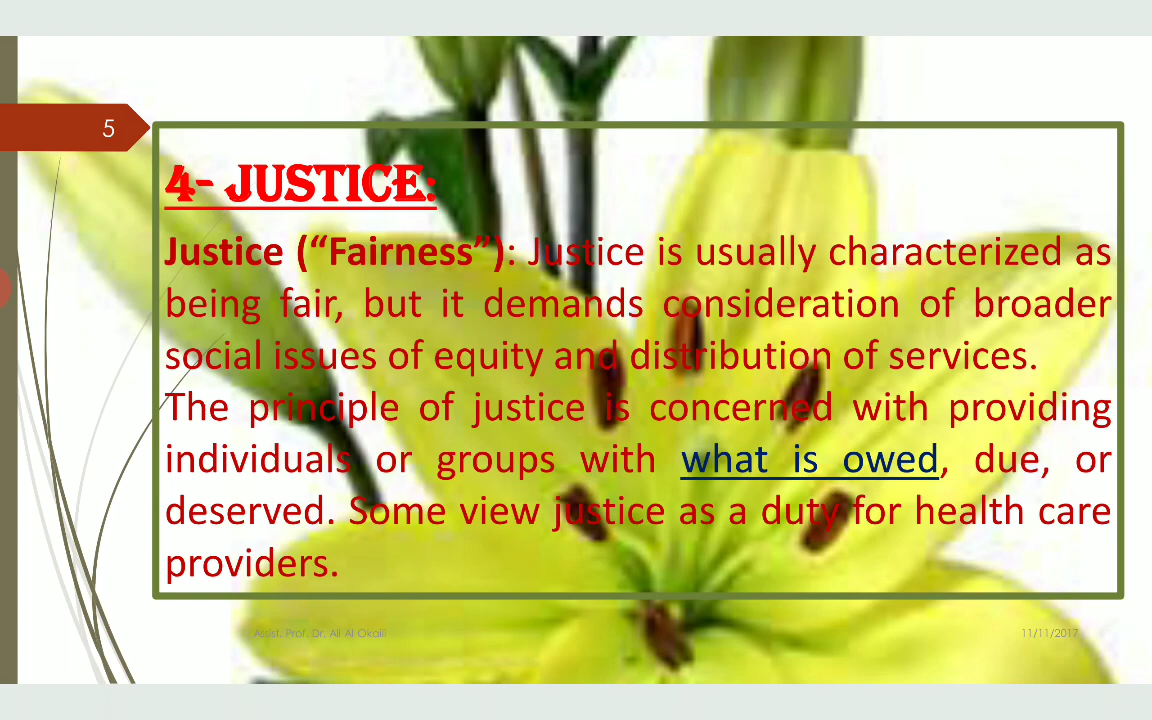 5
4- JUSTICE:
Justice (“Fairness”): Justice is usually characterized as
being fair, but it demands consideration of broader
social issues of equity and distribution of services.
The principle of justice is concerned with providing
individuals or groups with what is owed, due, or
deserved. Some view justice as a duty for health care
providers.
Assist. Prof. Dr. Ali Al Okaili
11/11/2017